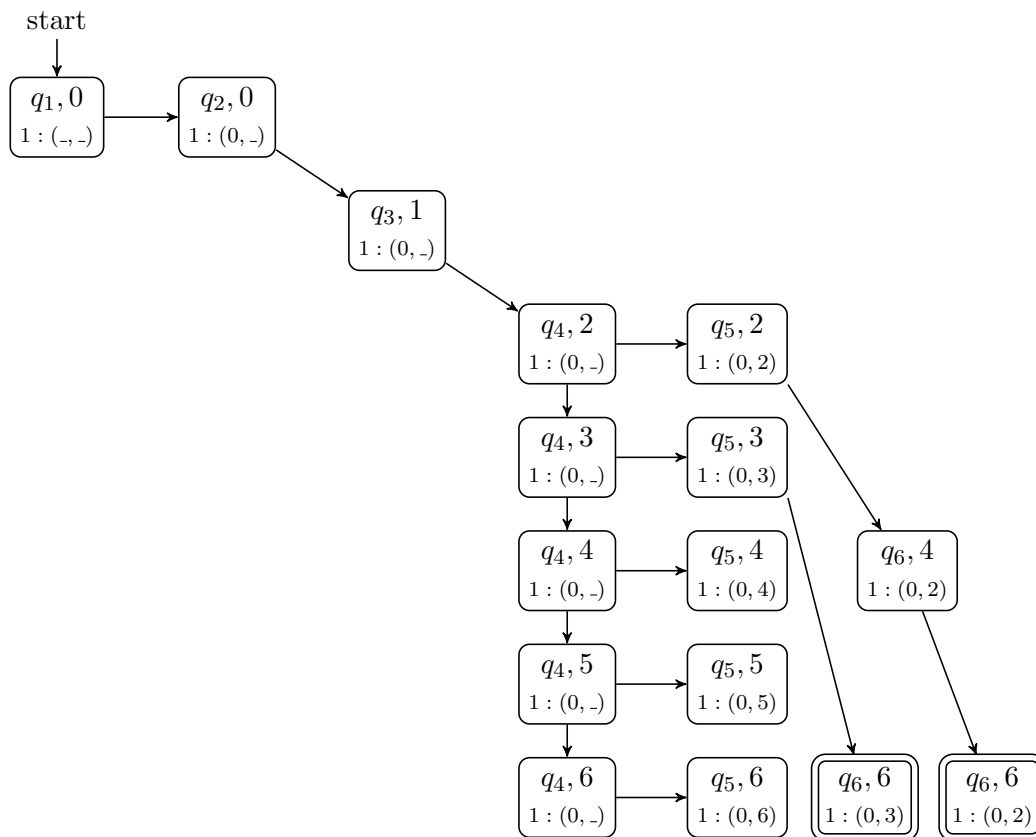 start
q₁, 0
1 : (_, _)
q₂, 0
1 : (0, _)
q₃, 1
1 : (0, _)
q₄, 2
1 : (0, _)
q₅, 2
1 : (0, 2)
q₄, 3
1 : (0, _)
q₅, 3
1 : (0, 3)
q₄, 4
1 : (0, _)
q₅, 4
1 : (0, 4)
q₆, 4
1 : (0, 2)
q₄, 5
1 : (0, _)
q₅, 5
1 : (0, 5)
q₄, 6
1 : (0, _)
q₅, 6
1 : (0, 6)
q₆, 6
1 : (0, 3)
q₆, 6
1 : (0, 2)